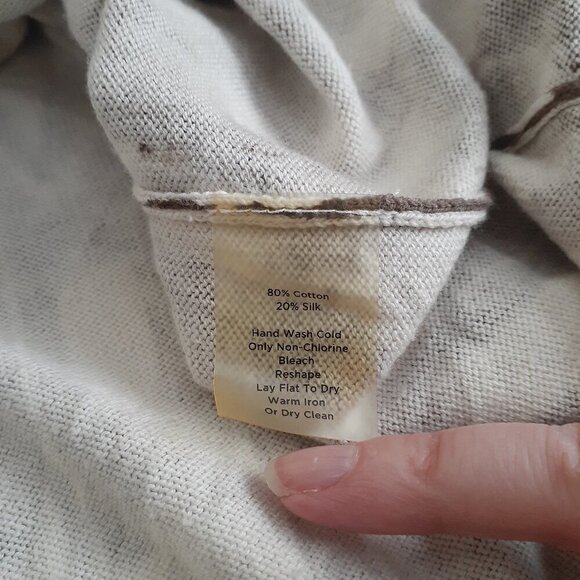 80% Cotton
20% Silk
Hand Wash Cold
Only Non-Chlorine
Bleach
Reshape
Lay Flat To Dry
Warm Iron
Or Dry Clean